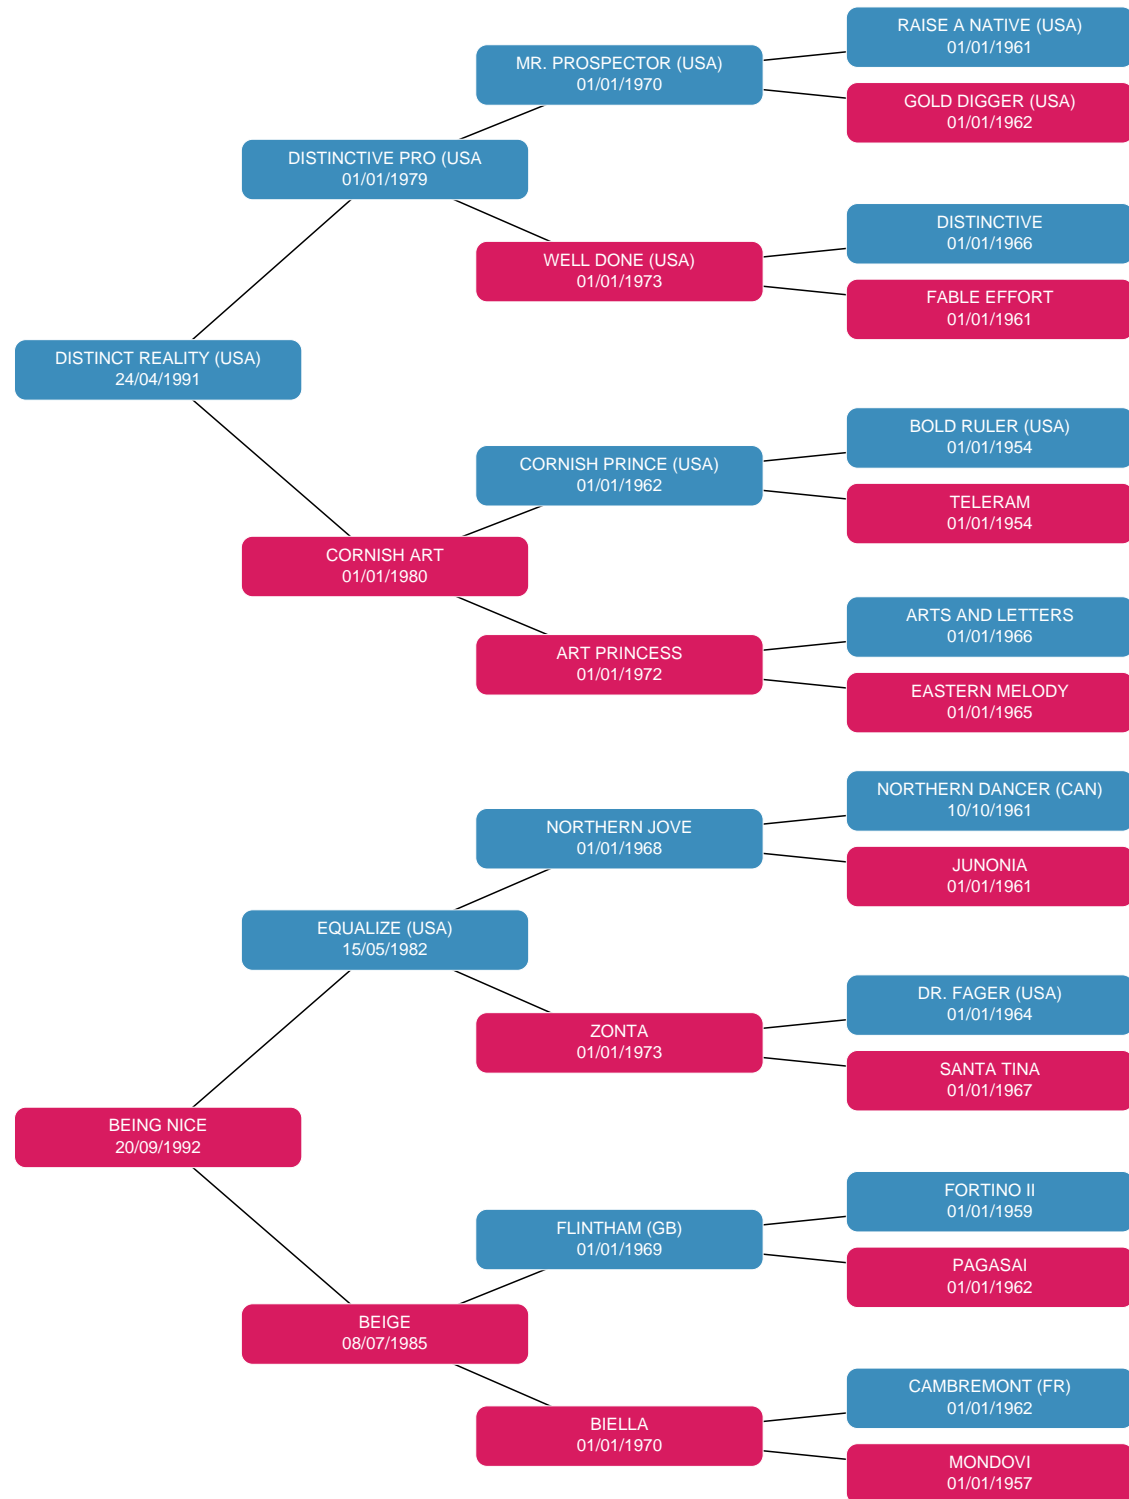 RAISE A NATIVE (USA)
01/01/1961
MR. PROSPECTOR (USA)
01/01/1970
GOLD DIGGER (USA)
01/01/1962
DISTINCTIVE PRO (USA
01/01/1979
DISTINCTIVE
01/01/1966
WELL DONE (USA)
01/01/1973
FABLE EFFORT
01/01/1961
DISTINCT REALITY (USA)
24/04/1991
BOLD RULER (USA)
01/01/1954
CORNISH PRINCE (USA)
01/01/1962
TELERAM
01/01/1954
CORNISH ART
01/01/1980
ARTS AND LETTERS
01/01/1966
ART PRINCESS
01/01/1972
EASTERN MELODY
01/01/1965
NORTHERN DANCER (CAN)
10/10/1961
NORTHERN JOVE
01/01/1968
JUNONIA
01/01/1961
EQUALIZE (USA)
15/05/1982
DR. FAGER (USA)
01/01/1964
ZONTA
01/01/1973
SANTA TINA
01/01/1967
BEING NICE
20/09/1992
FORTINO II
01/01/1959
FLINTHAM (GB)
01/01/1969
PAGASAI
01/01/1962
BEIGE
08/07/1985
CAMBREMONT (FR)
01/01/1962
BIELLA
01/01/1970
MONDOVI
01/01/1957